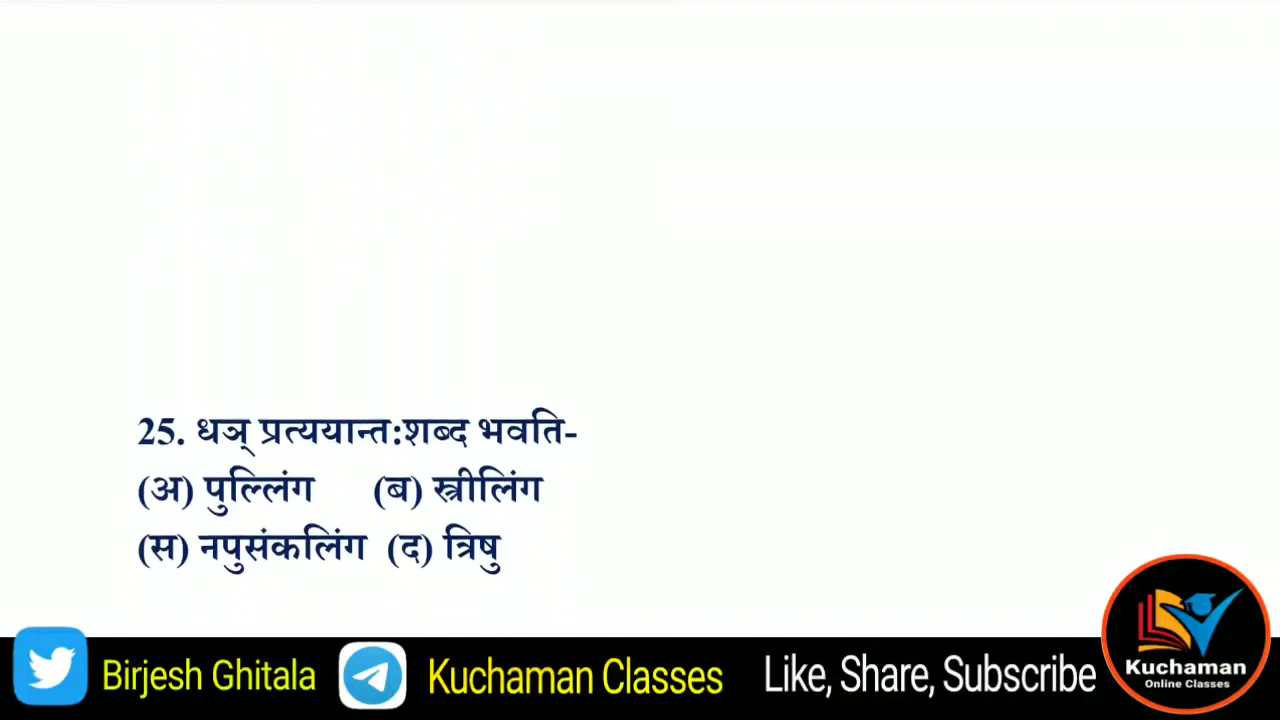 25. धञ् प्रत्ययान्त:शब्द भवति-
(अ) पुल्लिंग (ब) स्त्रीलिंग
(स) नपुसंकलिंग (द) त्रिषु
Birjesh Ghitala Kuchaman Classes Like, Share, Subscribe
Kuchaman
Online Classes